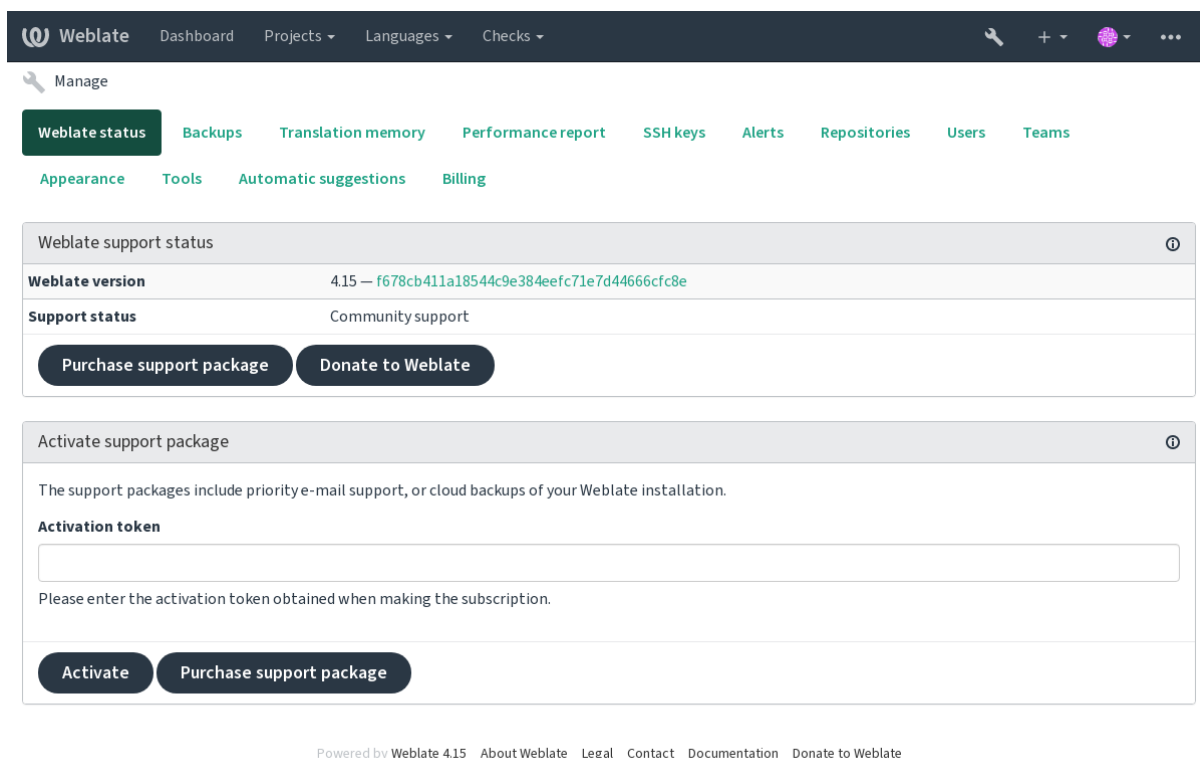 Weblate Dashboard Projects Languages Checks
Manage
Weblate status Backups Translation memory Performance report SSH keys Alerts Repositories Users Teams
Appearance Tools Automatic suggestions Billing
Weblate support status
Weblate version 4.15 — f678cb411a18544c9e384eefc71e7d44666cfc8e
Support status Community support
Purchase support package Donate to Weblate
Activate support package
The support packages include priority e-mail support, or cloud backups of your Weblate installation.
Activation token
Please enter the activation token obtained when making the subscription.
Activate Purchase support package
Powered by Weblate 4.15 About Weblate Legal Contact Documentation Donate to Weblate